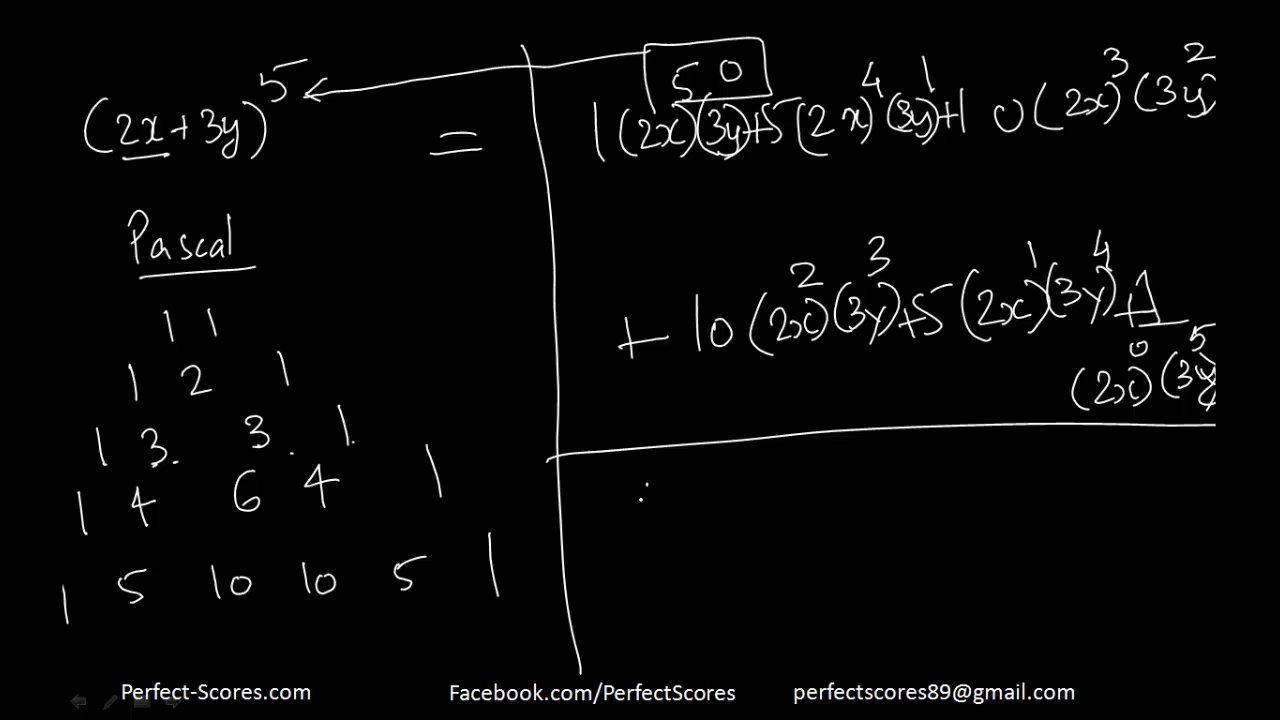 (2x+3y)⁵ = 1(2x)⁵(3y)⁰+5(2x)⁴(3y)¹+10(2x)³(3y)²
+10(2x)²(3y)³+5(2x)¹(3y)⁴+1
(2x)⁰(3y)⁵
Pascal
1 1
1 2 1
1 3 3 1
1 4 6 4 1
1 5 10 10 5 1
Perfect-Scores.com Facebook.com/PerfectScores perfectscores89@gmail.com